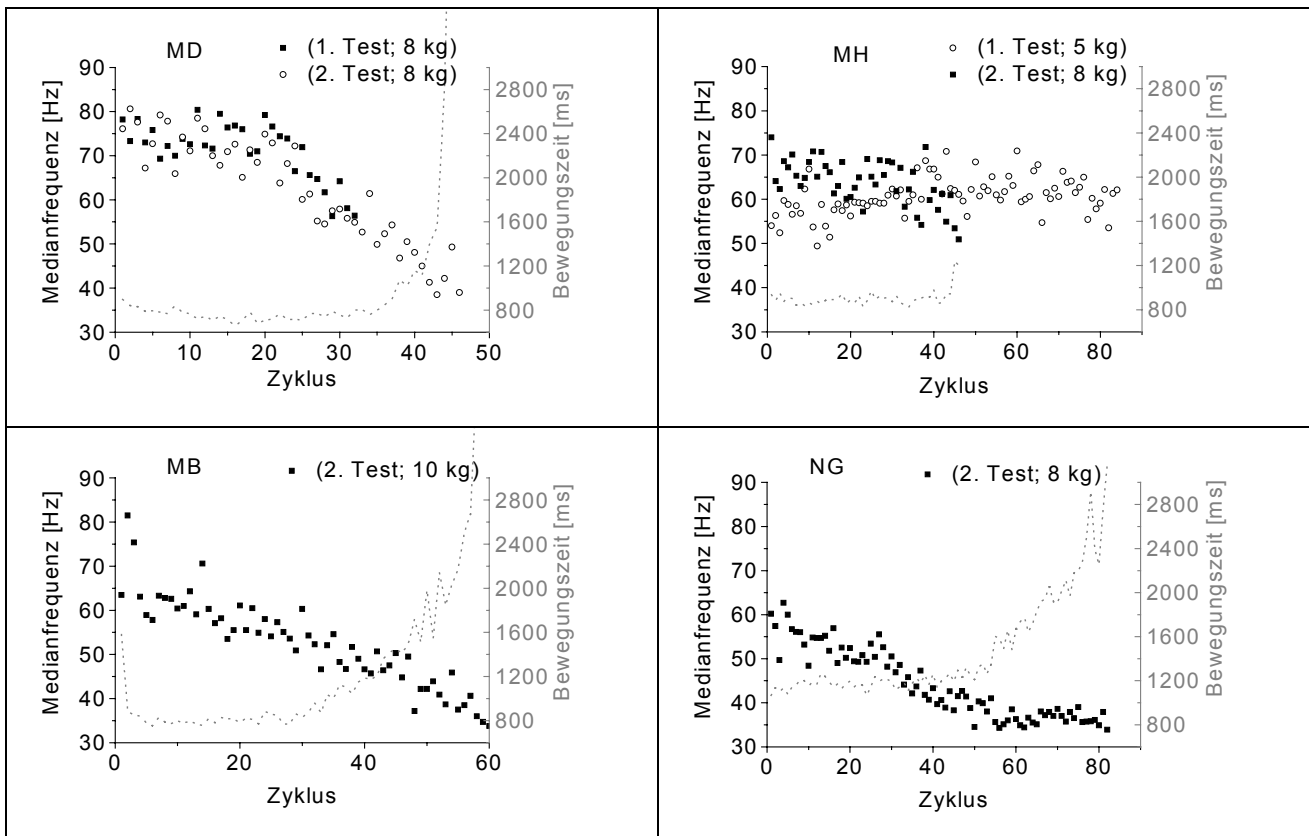 MD
■ (1. Test; 8 kg)
○ (2. Test; 8 kg)
Medianfrequenz [Hz]
90
80
70
60
50
40
30
0 10 20 30 40 50
Zyklus
2800
2400
2000
1600
1200
800
Bewegungszeit [ms]
MH
○ (1. Test; 5 kg)
■ (2. Test; 8 kg)
Medianfrequenz [Hz]
90
80
70
60
50
40
30
0 20 40 60 80
Zyklus
2800
2400
2000
1600
1200
800
Bewegungszeit [ms]
MB
■ (2. Test; 10 kg)
Medianfrequenz [Hz]
90
80
70
60
50
40
30
0 20 40 60
Zyklus
2800
2400
2000
1600
1200
800
Bewegungszeit [ms]
NG
■ (2. Test; 8 kg)
Medianfrequenz [Hz]
90
80
70
60
50
40
30
0 20 40 60 80
Zyklus
2800
2400
2000
1600
1200
800
Bewegungszeit [ms]